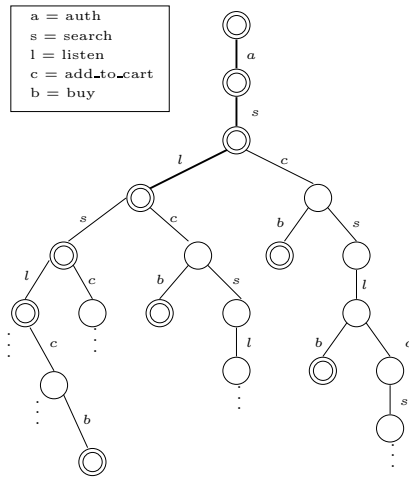 a = auth
s = search
l = listen
c = add_to_cart
b = buy
a
s
l
c
s
c
b
s
l
c
b
s
l
c
l
b
c
b
s